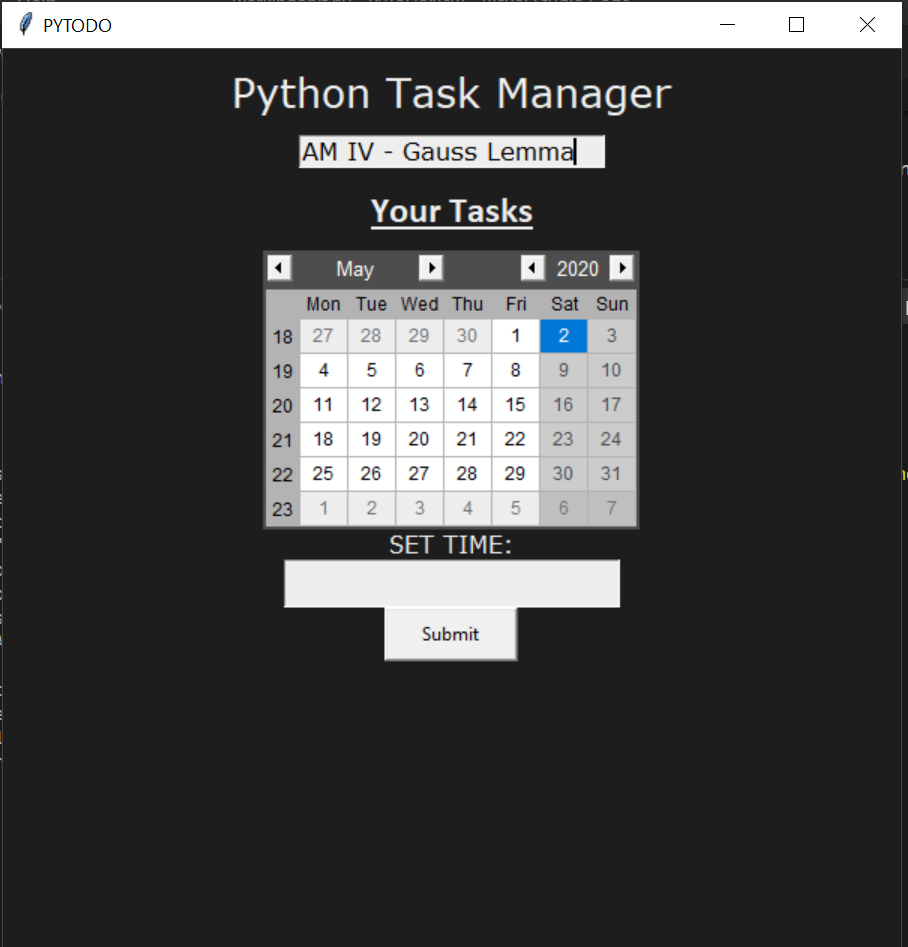 PYTODO
Python Task Manager
AM IV - Gauss Lemma
Your Tasks
May 2020
Mon Tue Wed Thu Fri Sat Sun
18 27 28 29 30 1 2 3
19 4 5 6 7 8 9 10
20 11 12 13 14 15 16 17
21 18 19 20 21 22 23 24
22 25 26 27 28 29 30 31
23 1 2 3 4 5 6 7
SET TIME:
Submit